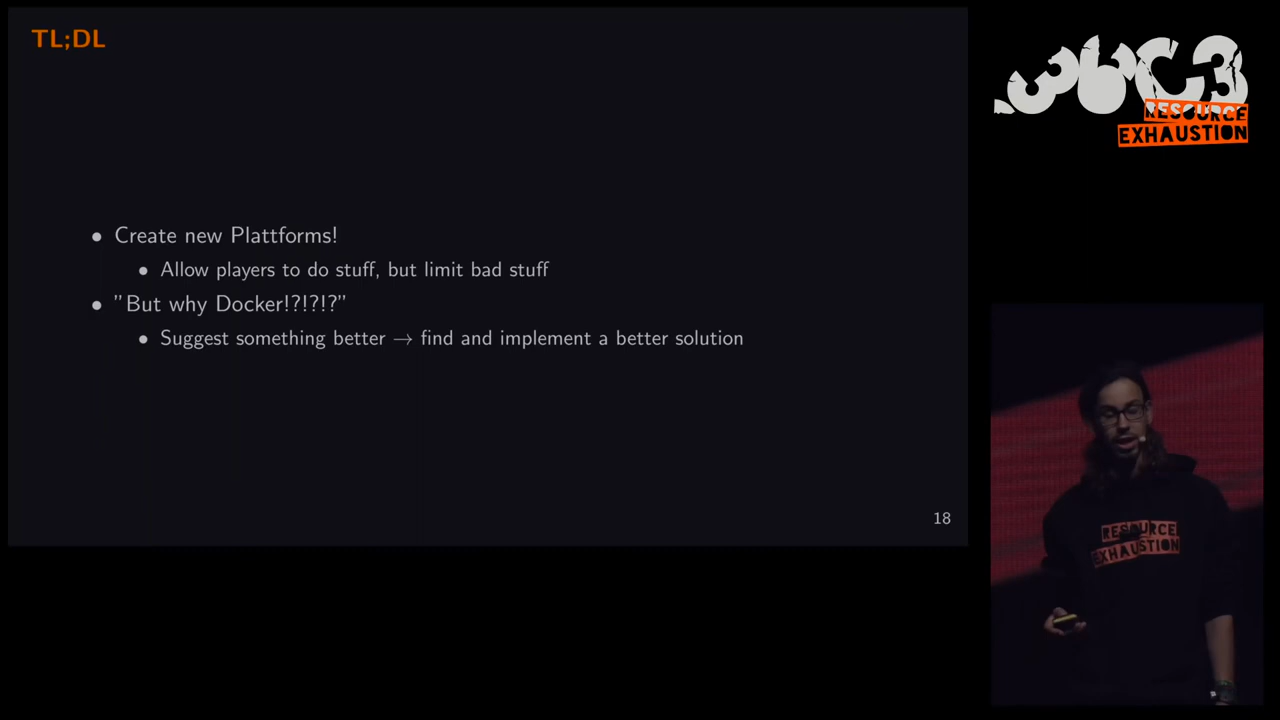 TL;DL
• Create new Plattforms!
• Allow players to do stuff, but limit bad stuff
• ”But why Docker!?!?!?”
• Suggest something better → find and implement a better solution
18
36C3
RESOURCE
EXHAUSTION
RESOURCE
EXHAUSTION